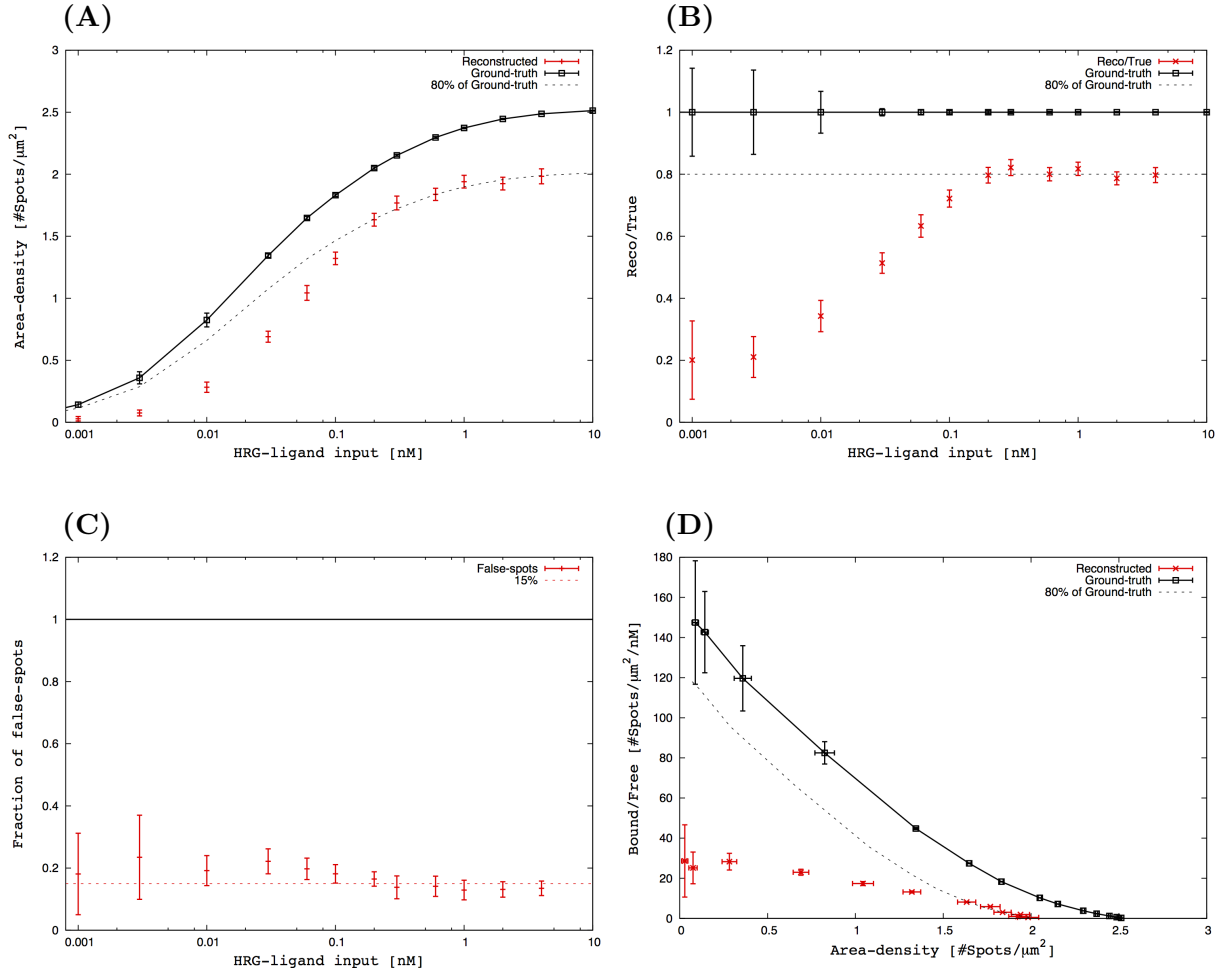 (A)
Area-density [#Spots/μm²]
3
2.5
2
1.5
1
0.5
0
0.001 0.01 0.1 1 10
HRG-ligand input [nM]
Reconstructed
Ground-truth
80% of Ground-truth
(B)
Reco/True
1.2
1
0.8
0.6
0.4
0.2
0
0.001 0.01 0.1 1 10
HRG-ligand input [nM]
Reco/True
Ground-truth
80% of Ground-truth
(C)
Fraction of false-spots
1.2
1
0.8
0.6
0.4
0.2
0
0.001 0.01 0.1 1 10
HRG-ligand input [nM]
False-spots
15%
(D)
Bound/Free [#Spots/μm²/nM]
180
160
140
120
100
80
60
40
20
0
0 0.5 1 1.5 2 2.5 3
Area-density [#Spots/μm²]
Reconstructed
Ground-truth
80% of Ground-truth